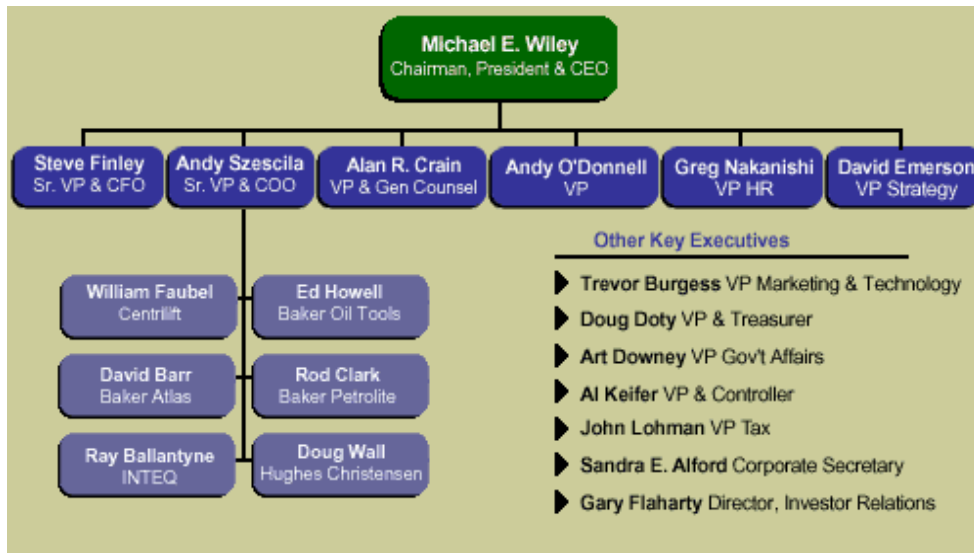 Michael E. Wiley
Chairman, President & CEO
Steve Finley
Sr. VP & CFO
Andy Szescila
Sr. VP & COO
Alan R. Crain
VP & Gen Counsel
Andy O'Donnell
VP
Greg Nakanishi
VP HR
David Emerson
VP Strategy
William Faubel
Centrilift
Ed Howell
Baker Oil Tools
David Barr
Baker Atlas
Rod Clark
Baker Petrolite
Ray Ballantyne
INTEQ
Doug Wall
Hughes Christensen
Other Key Executives
Trevor Burgess VP Marketing & Technology
Doug Doty VP & Treasurer
Art Downey VP Gov't Affairs
Al Keifer VP & Controller
John Lohman VP Tax
Sandra E. Alford Corporate Secretary
Gary Flaharty Director, Investor Relations